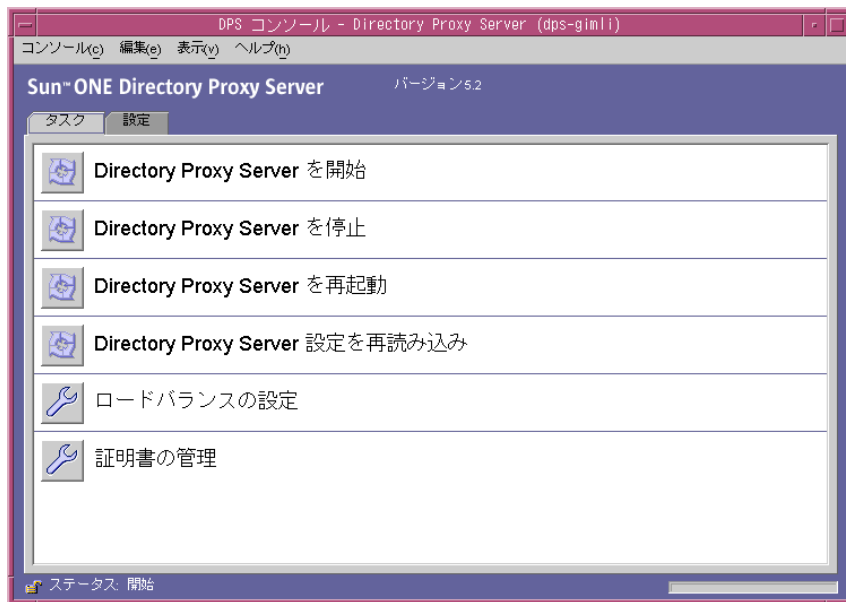 DPS コンソール - Directory Proxy Server (dps-gimli)
コンソール(c) 編集(e) 表示(v) ヘルプ(h)
Sun™ ONE Directory Proxy Server バージョン5.2
タスク 設定
Directory Proxy Server を開始
Directory Proxy Server を停止
Directory Proxy Server を再起動
Directory Proxy Server 設定を再読み込み
ロードバランスの設定
証明書の管理
ステータス: 開始